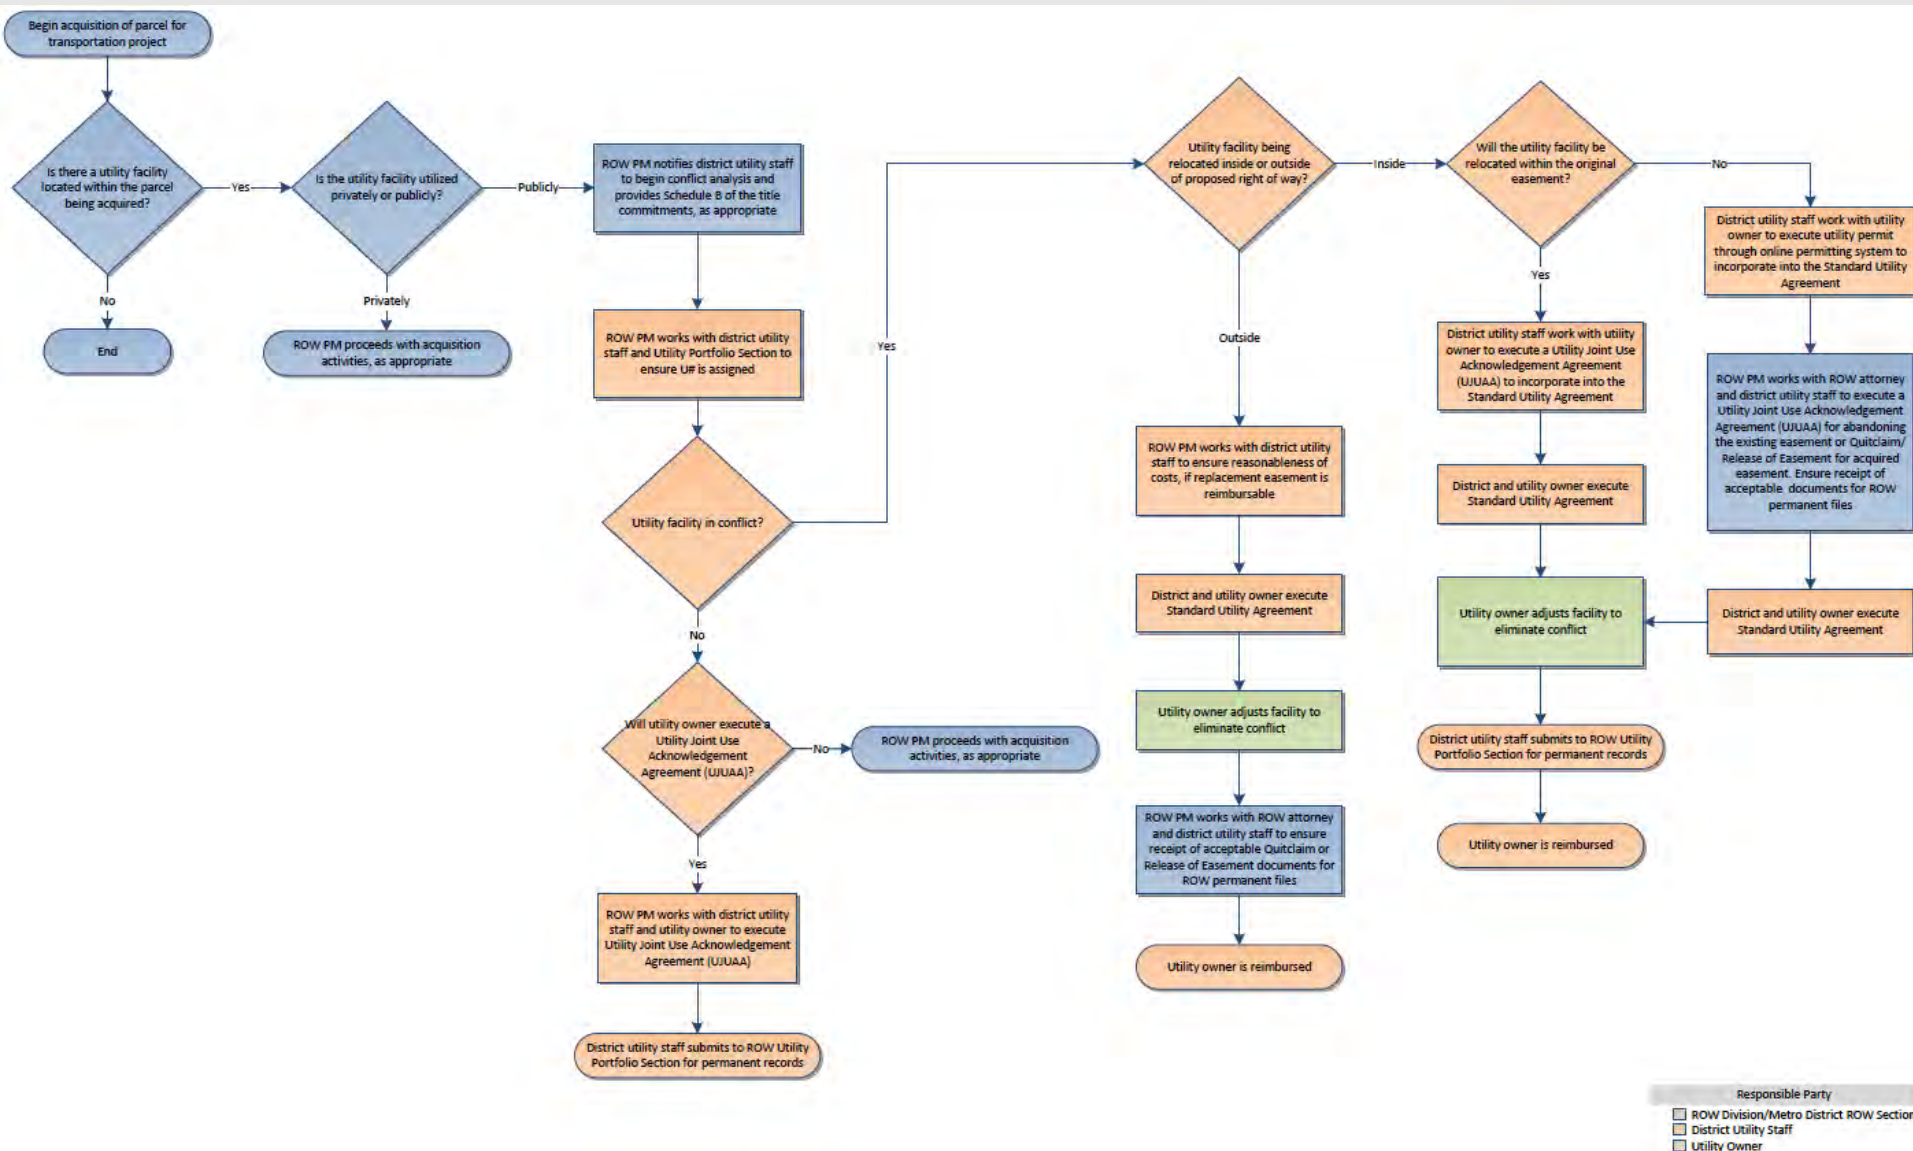 Begin acquisition of parcel for
transportation project
Is there a utility facility
located within the parcel
being acquired?
Yes
No
End
Is the utility facility utilized
privately or publicly?
Publicly
Privately
ROW PM proceeds with acquisition
activities, as appropriate
ROW PM notifies district utility staff
to begin conflict analysis and
provides Schedule B of the title
commitments, as appropriate
ROW PM works with district utility
staff and Utility Portfolio Section to
ensure U# is assigned
Utility facility in conflict?
Yes
No
Will utility owner execute a
Utility Joint Use
Acknowledgement
Agreement (UJUAA)?
No
ROW PM proceeds with acquisition
activities, as appropriate
Yes
ROW PM works with district utility
staff and utility owner to execute
Utility Joint Use Acknowledgement
Agreement (UJUAA)
District utility staff submits to ROW Utility
Portfolio Section for permanent records
Utility facility being
relocated inside or outside
of proposed right of way?
Inside
Outside
ROW PM works with district utility
staff to ensure reasonableness of
costs, if replacement easement is
reimbursable
District and utility owner execute
Standard Utility Agreement
Utility owner adjusts facility to
eliminate conflict
ROW PM works with ROW attorney
and district utility staff to ensure
receipt of acceptable Quitclaim or
Release of Easement documents for
ROW permanent files
Utility owner is reimbursed
Will the utility facility be
relocated within the original
easement?
No
Yes
District utility staff work with utility
owner to execute a Utility Joint Use
Acknowledgement Agreement
(UJUAA) to incorporate into the
Standard Utility Agreement
District and utility owner execute
Standard Utility Agreement
Utility owner adjusts facility to
eliminate conflict
District utility staff submits to ROW Utility
Portfolio Section for permanent records
Utility owner is reimbursed
District utility staff work with utility
owner to execute utility permit
through online permitting system to
incorporate into the Standard Utility
Agreement
ROW PM works with ROW attorney
and district utility staff to execute a
Utility Joint Use Acknowledgement
Agreement (UJUAA) for abandoning
the existing easement or Quitclaim/
Release of Easement for acquired
easement. Ensure receipt of
acceptable documents for ROW
permanent files
District and utility owner execute
Standard Utility Agreement
Responsible Party
ROW Division/Metro District ROW Section
District Utility Staff
Utility Owner